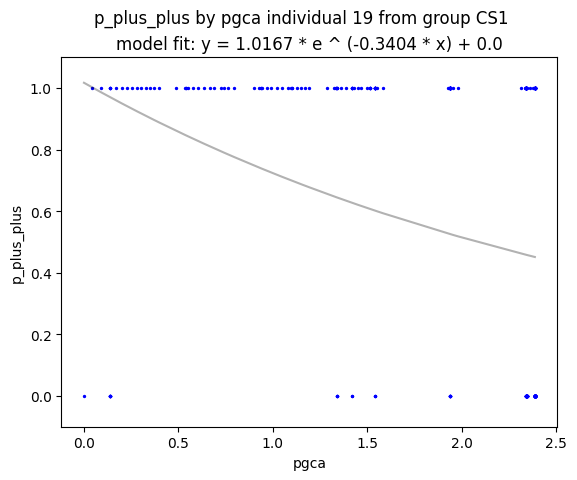 p_plus_plus by pgca individual 19 from group CS1
model fit: y = 1.0167 * e ^ (-0.3404 * x) + 0.0
1.0
0.8
0.6
0.4
0.2
0.0
p_plus_plus
0.0 0.5 1.0 1.5 2.0 2.5
pgca